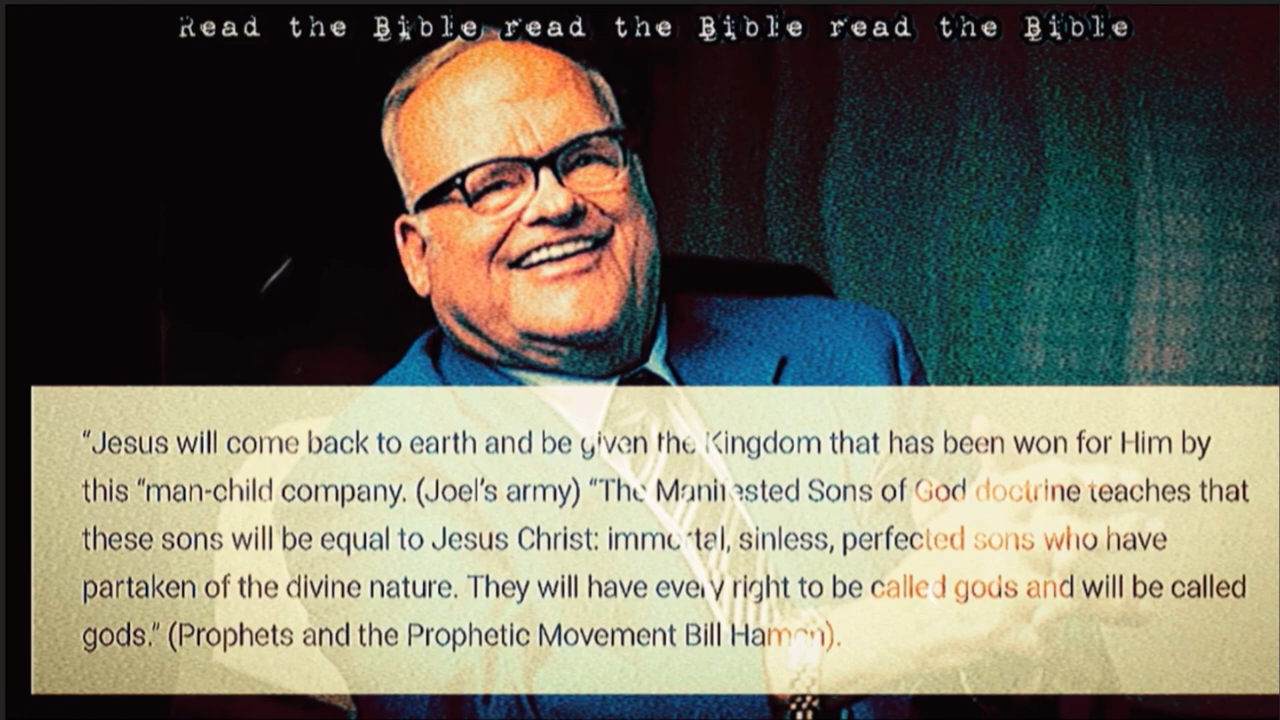 Read the Bible read the Bible read the Bible
“Jesus will come back to earth and be given the Kingdom that has been won for Him by
this “man-child company. (Joel’s army) “The Manifested Sons of God doctrine teaches that
these sons will be equal to Jesus Christ: immortal, sinless, perfected sons who have
partaken of the divine nature. They will have every right to be called gods and will be called
gods.” (Prophets and the Prophetic Movement Bill Hamon).